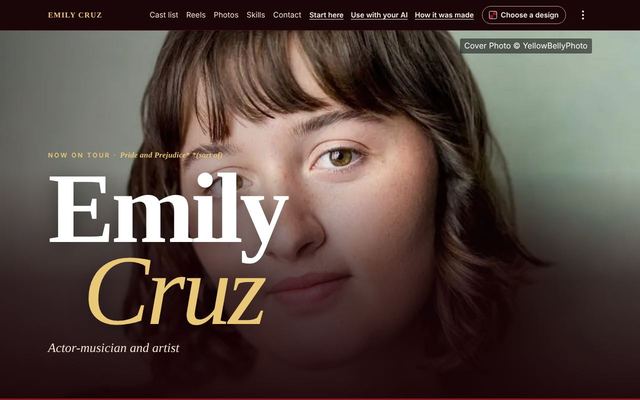 EMILY CRUZ
Cast list Reels Photos Skills Contact Start here Use with your AI How it was made Choose a design
Cover Photo © YellowBellyPhoto
NOW ON TOUR · Pride and Prejudice* *(sort of)
Emily
Cruz
Actor-musician and artist